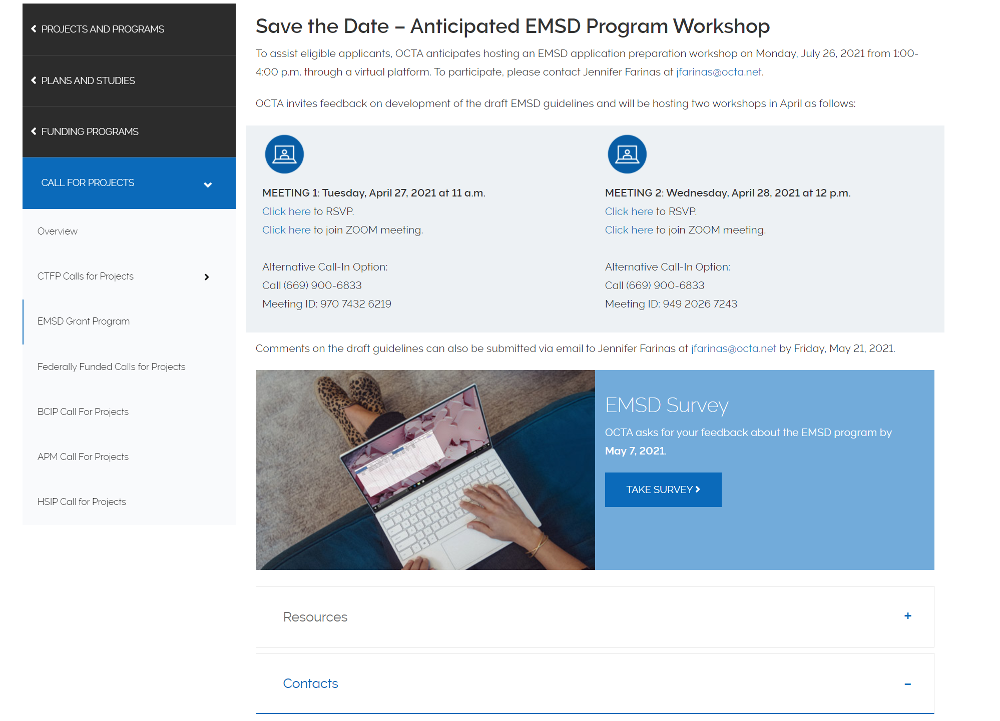 PROJECTS AND PROGRAMS
PLANS AND STUDIES
FUNDING PROGRAMS
CALL FOR PROJECTS
Overview
CTFP Calls for Projects
EMSD Grant Program
Federally Funded Calls for Projects
BCIP Call For Projects
APM Call For Projects
HSIP Call for Projects
Save the Date – Anticipated EMSD Program Workshop
To assist eligible applicants, OCTA anticipates hosting an EMSD application preparation workshop on Monday, July 26, 2021 from 1:00-
4:00 p.m. through a virtual platform. To participate, please contact Jennifer Farinas at jfarinas@octa.net.
OCTA invites feedback on development of the draft EMSD guidelines and will be hosting two workshops in April as follows:
MEETING 1: Tuesday, April 27, 2021 at 11 a.m.
Click here to RSVP.
Click here to join ZOOM meeting.
Alternative Call-In Option:
Call (669) 900-6833
Meeting ID: 970 7432 6219
MEETING 2: Wednesday, April 28, 2021 at 12 p.m.
Click here to RSVP.
Click here to join ZOOM meeting.
Alternative Call-In Option:
Call (669) 900-6833
Meeting ID: 949 2026 7243
Comments on the draft guidelines can also be submitted via email to Jennifer Farinas at jfarinas@octa.net by Friday, May 21, 2021.
EMSD Survey
OCTA asks for your feedback about the EMSD program by
May 7, 2021.
TAKE SURVEY
Resources +
Contacts –